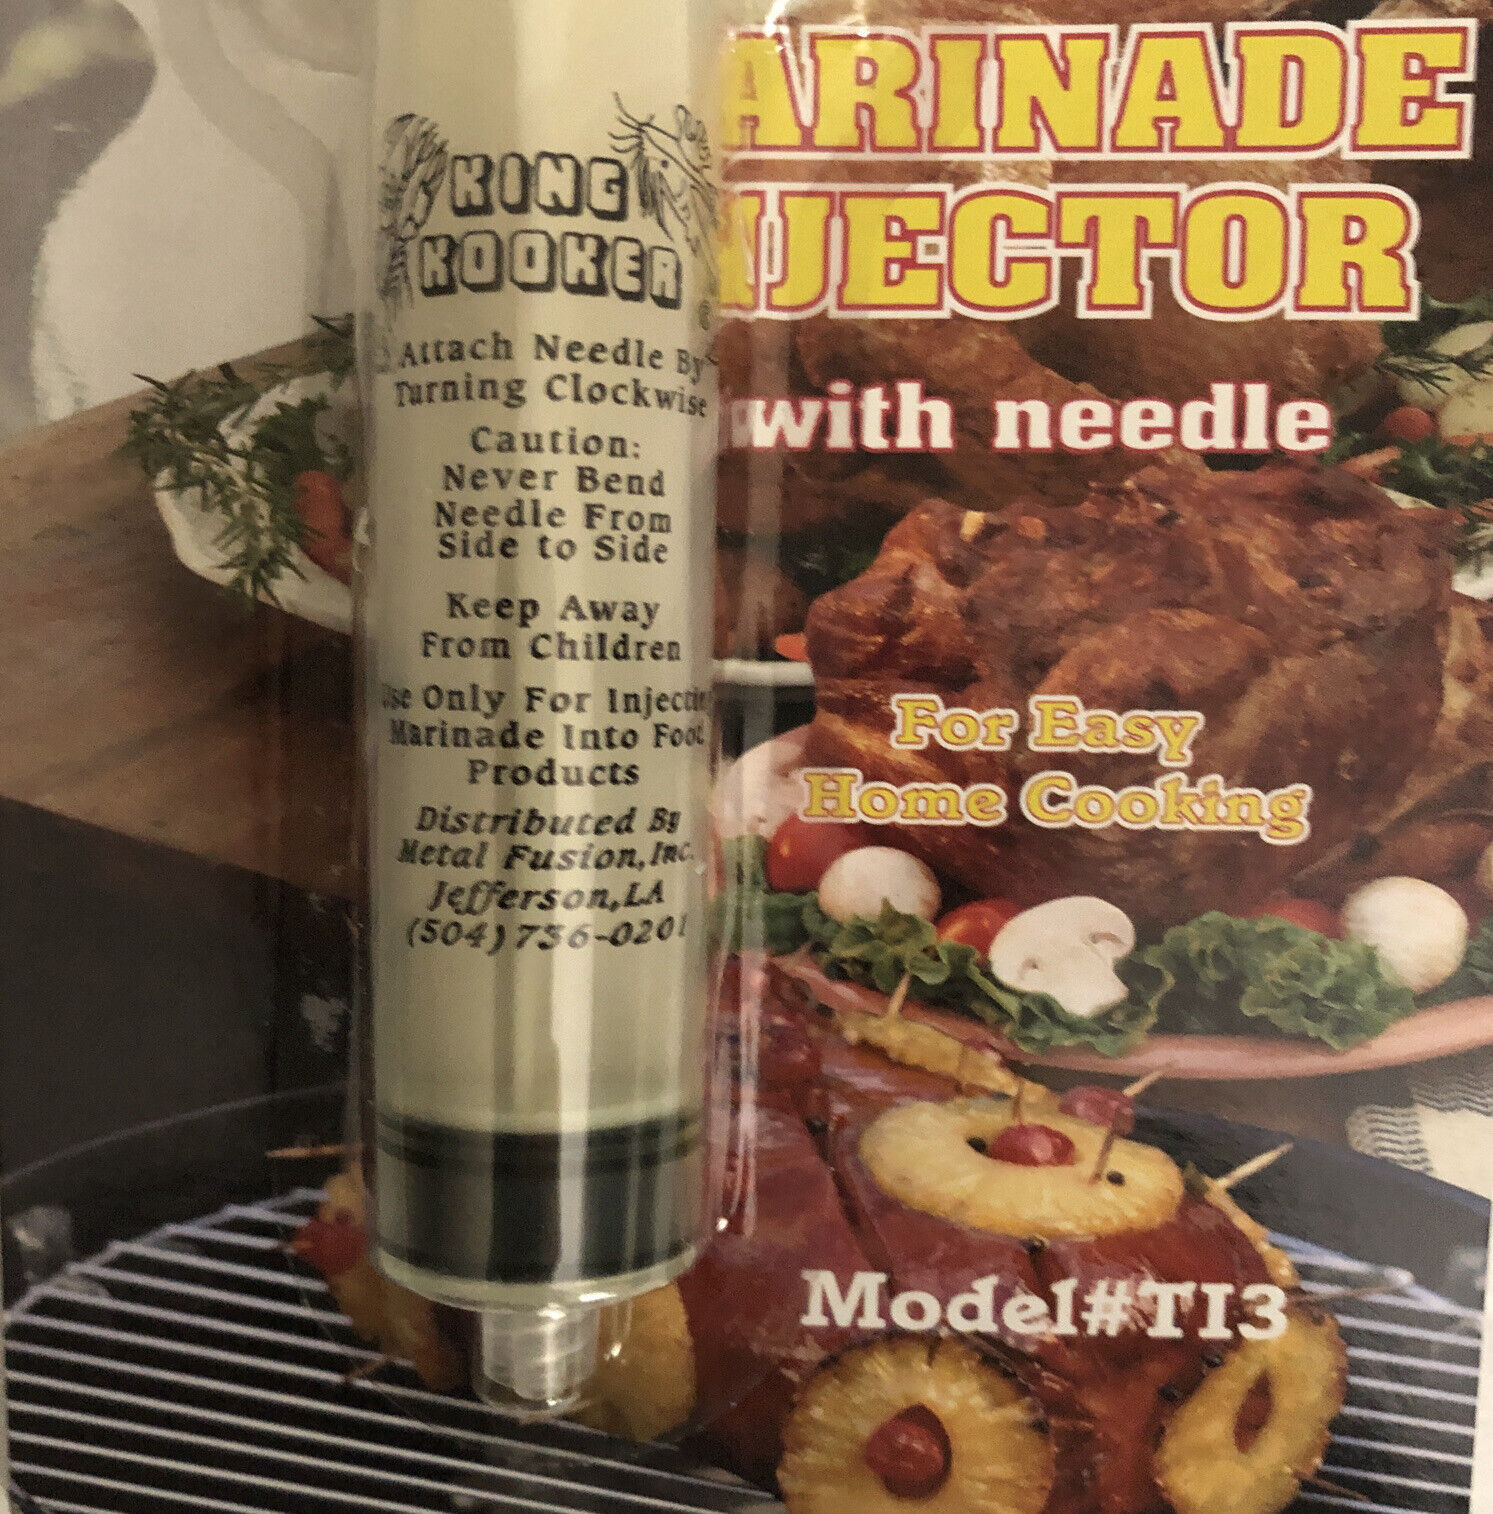 KING
KOOKER
®
Attach Needle By
Turning Clockwise
Caution:
Never Bend
Needle From
Side to Side
Keep Away
From Children
Use Only For Injectin
Marinade Into Food
Products
Distributed By
Metal Fusion, Inc.
Jefferson, LA
(504) 736-0201
ARINADE
NJECTOR
with needle
For Easy
Home Cooking
Model#TI3